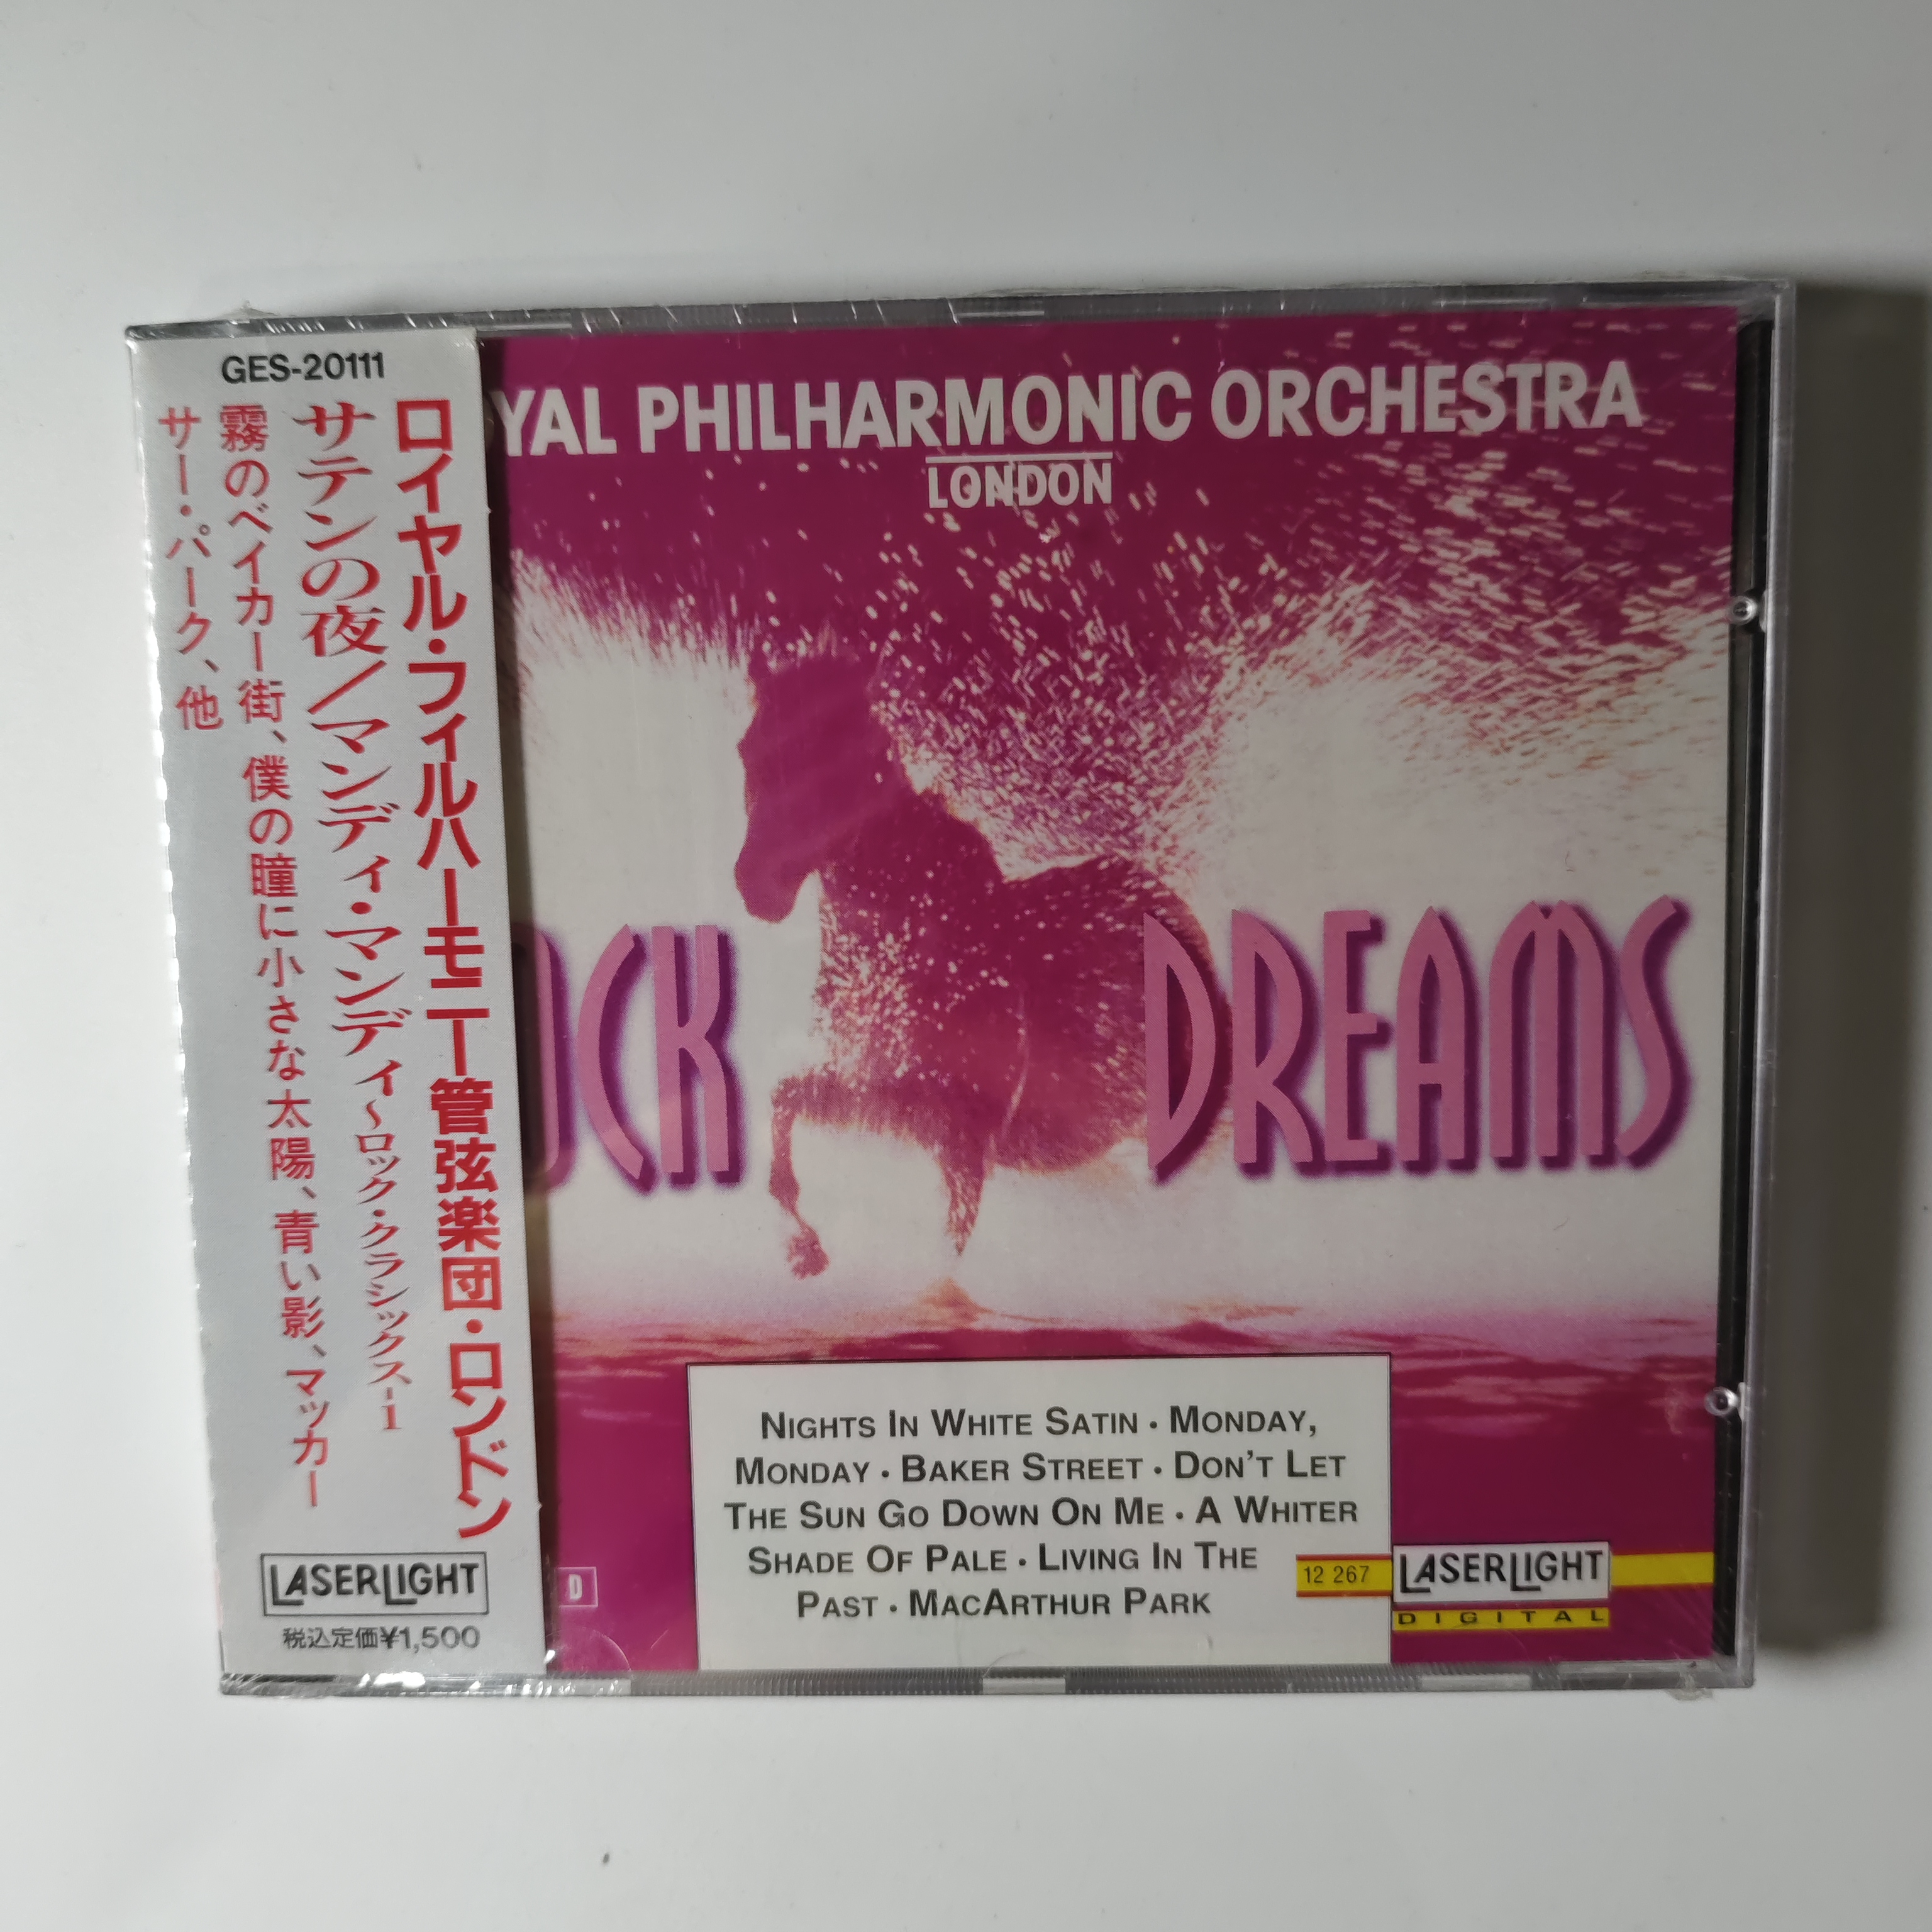 GES-20111
ロイヤル・フィルハーモニー管弦楽団・ロンドン
サテンの夜/マンディ・マンディ〜ロック・クラシックス-1
霧のベイカー街、僕の瞳に小さな太陽、青い影、マッカー
サー・パーク、他
LASERLIGHT
税込定価¥1,500
YAL PHILHARMONIC ORCHESTRA
LONDON
OCK DREAMS
NIGHTS IN WHITE SATIN • MONDAY,
MONDAY • BAKER STREET • DON'T LET
THE SUN GO DOWN ON ME • A WHITER
SHADE OF PALE • LIVING IN THE
PAST • MACARTHUR PARK
D
12 267
LASERLIGHT
DIGITAL